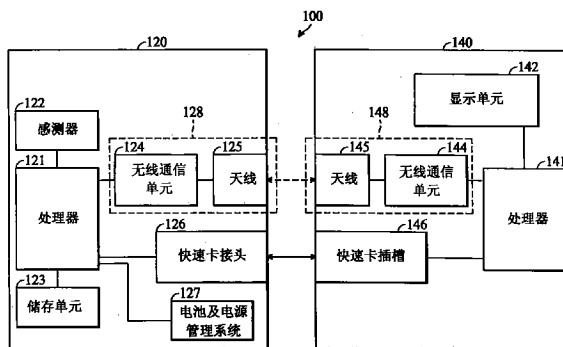 100
120
140
122
感测器
128
142
显示单元
148
124
无线通信
单元
125
天线
145
天线
144
无线通信
单元
121
处理器
141
处理器
126
快速卡接头
146
快速卡插槽
123
储存单元
127
电池及电源
管理系统